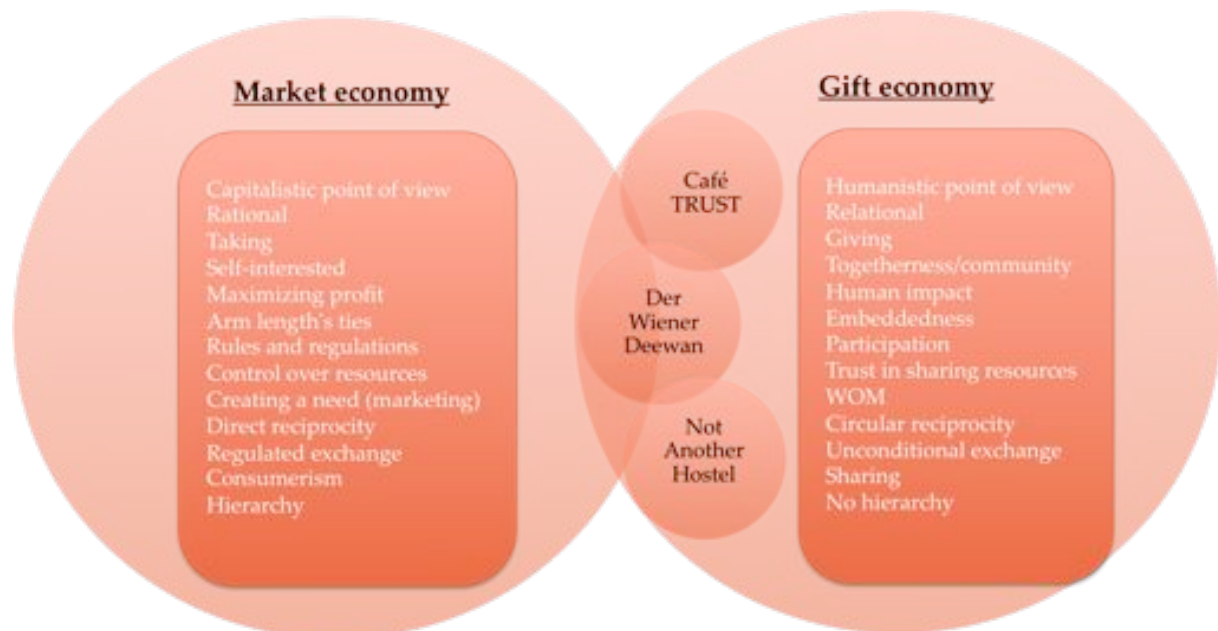 Market economy
Capitalistic point of view
Rational
Taking
Self-interested
Maximizing profit
Arm length's ties
Rules and regulations
Control over resources
Creating a need (marketing)
Direct reciprocity
Regulated exchange
Consumerism
Hierarchy
Café
TRUST
Der
Wiener
Deewan
Not
Another
Hostel
Gift economy
Humanistic point of view
Relational
Giving
Togetherness/community
Human impact
Embeddedness
Participation
Trust in sharing resources
WOM
Circular reciprocity
Unconditional exchange
Sharing
No hierarchy